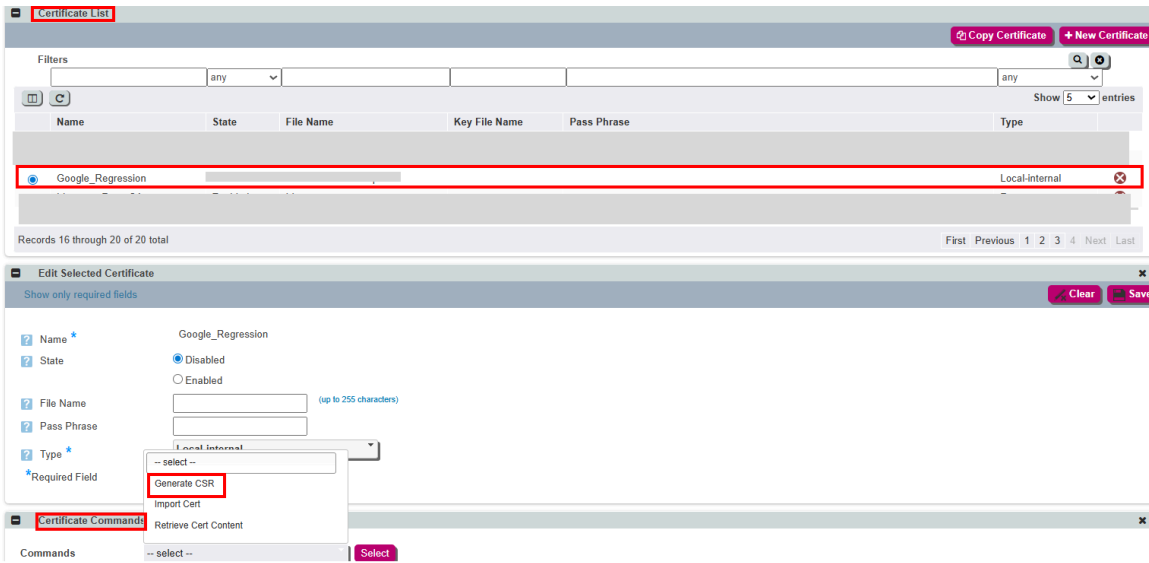 Certificate List
Copy Certificate + New Certificate
Filters
any any
Show 5 entries
Name State File Name Key File Name Pass Phrase Type
Google_Regression Local-internal
Records 16 through 20 of 20 total First Previous 1 2 3 4 Next Last
Edit Selected Certificate
Show only required fields Clear Save
? Name * Google_Regression
? State Disabled
Enabled
? File Name (up to 255 characters)
? Pass Phrase
? Type * Local-internal
-- select --
*Required Field
Generate CSR
Import Cert
Certificate Commands
Retrieve Cert Content
Commands -- select -- Select